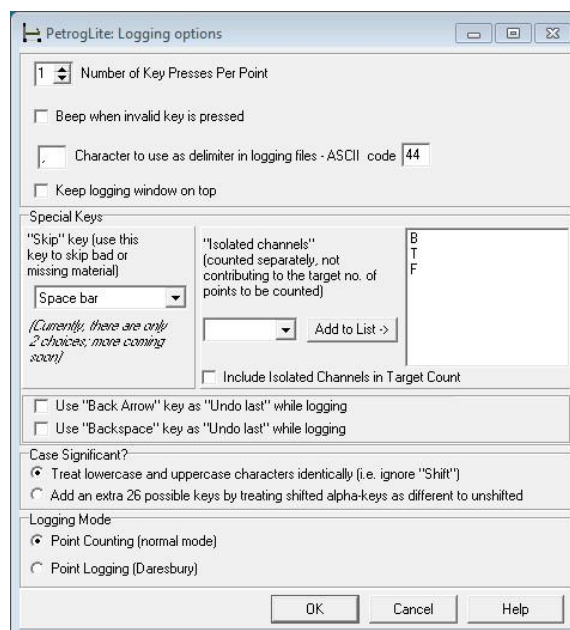 PetrogLite: Logging options
1 Number of Key Presses Per Point
Beep when invalid key is pressed
, Character to use as delimiter in logging files - ASCII code 44
Keep logging window on top
Special Keys
"Skip" key (use this
key to skip bad or
missing material)
Space bar
(Currently, there are only
2 choices; more coming
soon)
"Isolated channels"
(counted separately, not
contributing to the target no. of
points to be counted)
Add to List ->
B
T
F
Include Isolated Channels in Target Count
Use "Back Arrow" key as "Undo last" while logging
Use "Backspace" key as "Undo last" while logging
Case Significant?
Treat lowercase and uppercase characters identically (i.e. ignore "Shift")
Add an extra 26 possible keys by treating shifted alpha-keys as different to unshifted
Logging Mode
Point Counting (normal mode)
Point Logging (Daresbury)
OK Cancel Help